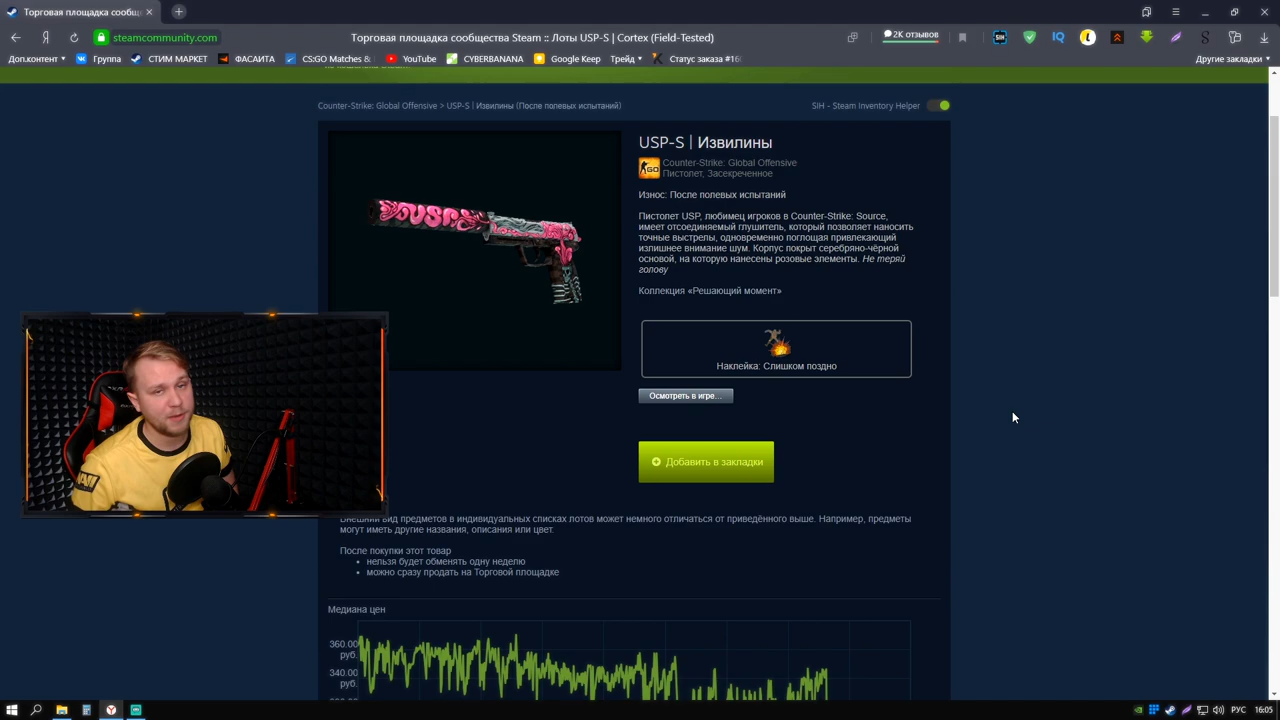 Торговая площадка сообщ
steamcommunity.com
Торговая площадка сообщества Steam :: Лоты USP-S | Cortex (Field-Tested)
2K отзывов
Доп.контент
Группа
СТИМ МАРКЕТ
ФАСАИТА
CS:GO Matches &
YouTube
CYBERBANANA
Google Keep
Трейд
Статус заказа #16
Другие закладки
Counter-Strike: Global Offensive > USP-S | Извилины (После полевых испытаний)
SIH - Steam Inventory Helper
USP-S | Извилины
Counter-Strike: Global Offensive
Пистолет, Засекреченное
Износ: После полевых испытаний
Пистолет USP, любимец игроков в Counter-Strike: Source,
имеет отсоединяемый глушитель, который позволяет наносить
точные выстрелы, одновременно поглощая привлекающий
излишнее внимание шум. Корпус покрыт серебряно-чёрной
основой, на которую нанесены розовые элементы. Не теряй
голову
Коллекция «Решающий момент»
Наклейка: Слишком поздно
Осмотреть в игре...
Добавить в закладки
Внешний вид предметов в индивидуальных списках лотов может немного отличаться от приведённого выше. Например, предметы
могут иметь другие названия, описания или цвет.
После покупки этот товар
нельзя будет обменять одну неделю
можно сразу продать на Торговой площадке
Медиана цен
360.00
руб.
340.00
руб.
РУС
16:05